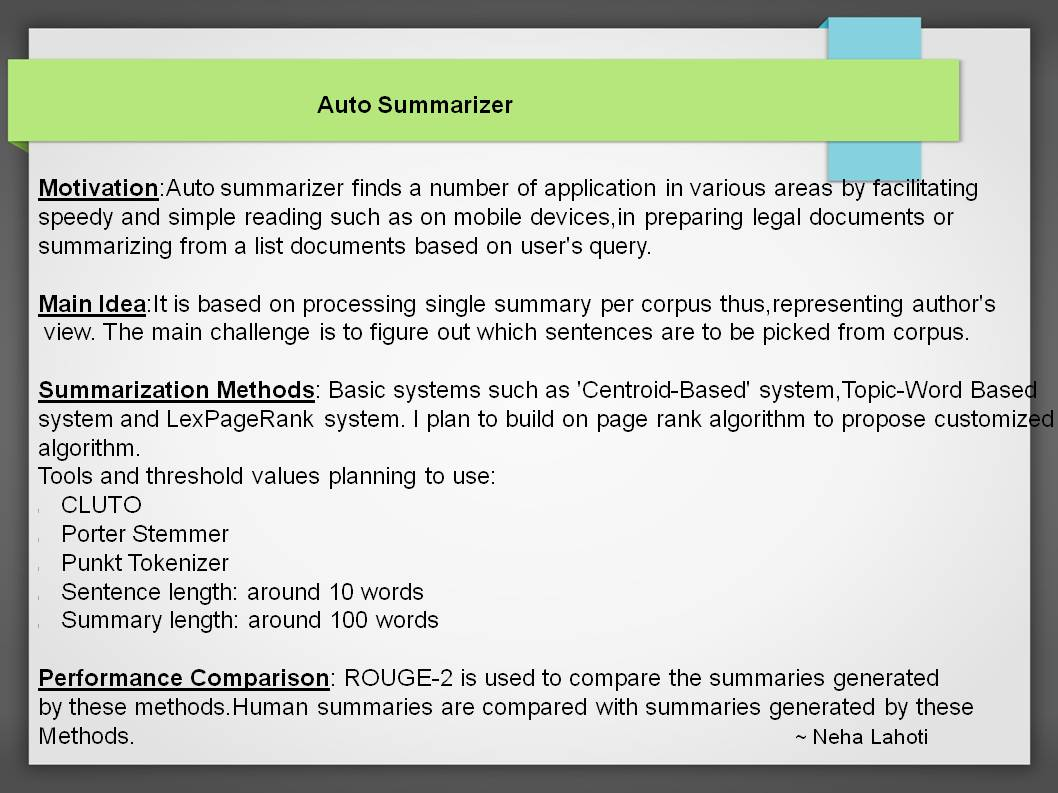 Auto Summarizer
Motivation:Auto summarizer finds a number of application in various areas by facilitating
speedy and simple reading such as on mobile devices,in preparing legal documents or
summarizing from a list documents based on user's query.
Main Idea:It is based on processing single summary per corpus thus,representing author's
view. The main challenge is to figure out which sentences are to be picked from corpus.
Summarization Methods: Basic systems such as 'Centroid-Based' system,Topic-Word Based
system and LexPageRank system. I plan to build on page rank algorithm to propose customized
algorithm.
Tools and threshold values planning to use:
CLUTO
Porter Stemmer
Punkt Tokenizer
Sentence length: around 10 words
Summary length: around 100 words
Performance Comparison: ROUGE-2 is used to compare the summaries generated
by these methods.Human summaries are compared with summaries generated by these
Methods.
~ Neha Lahoti